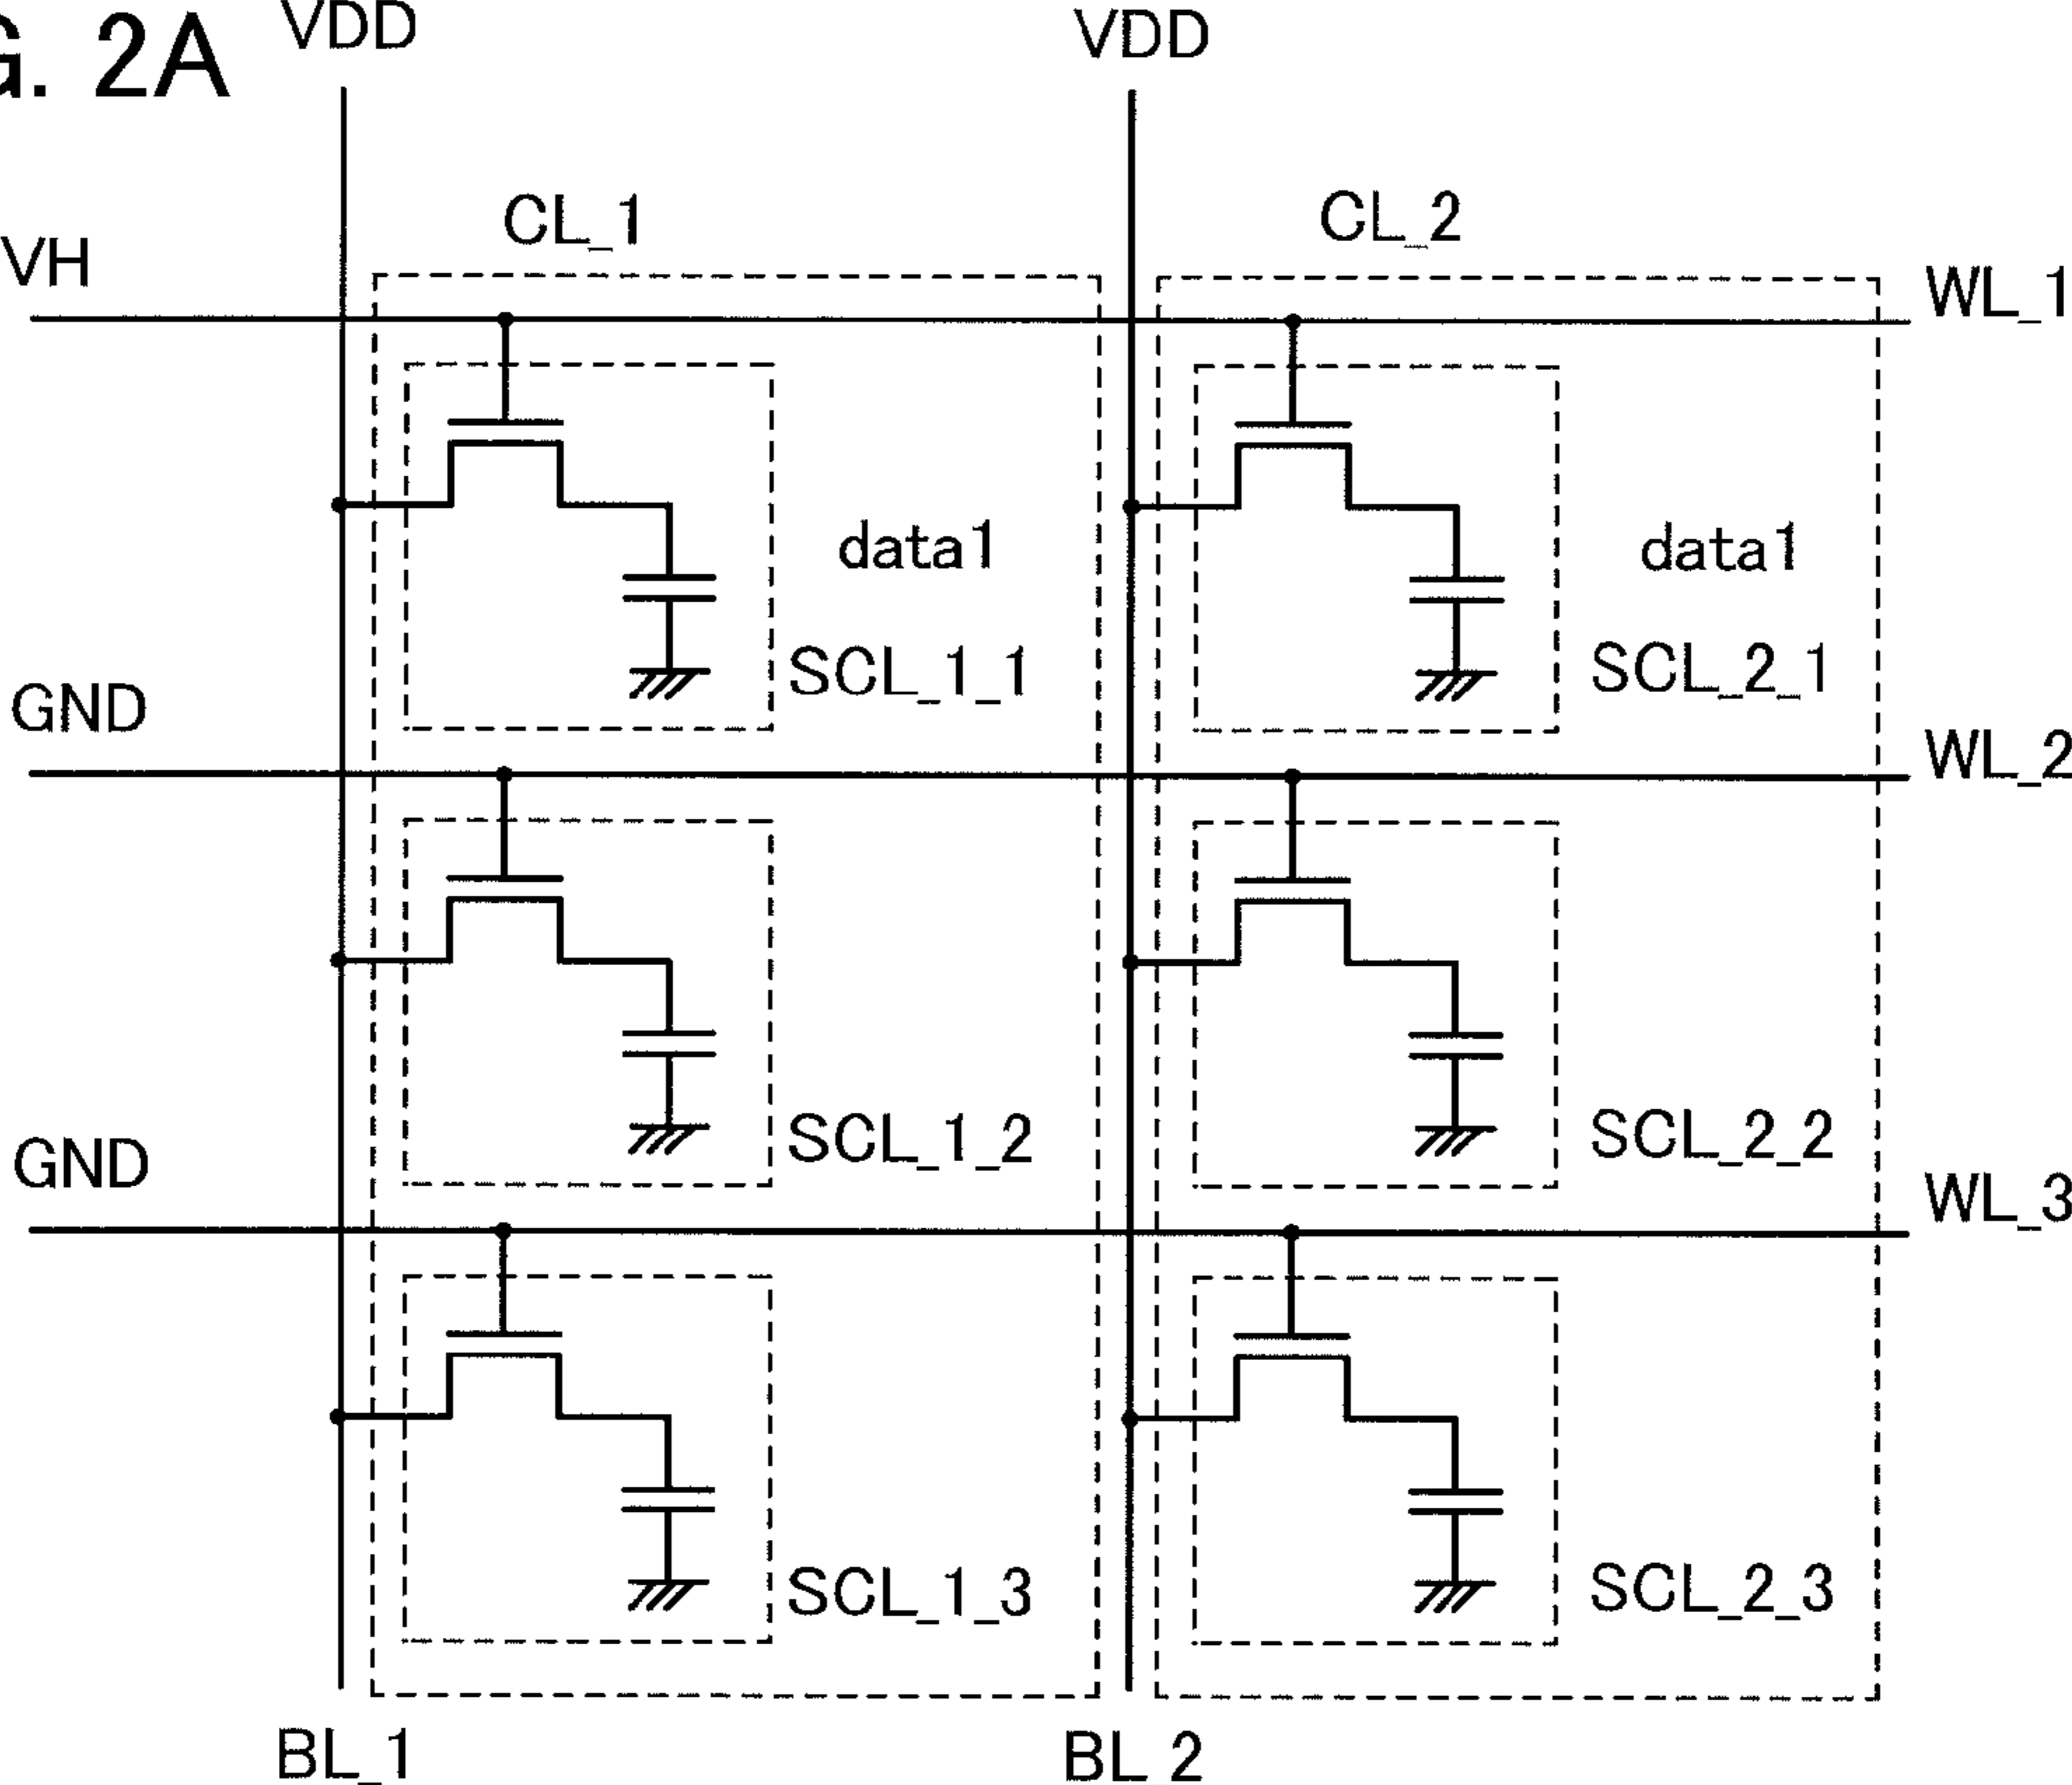 G. 2A
VDD
VDD
CL_1
CL_2
VH
WL_1
data1
data1
SCL_1_1
SCL_2_1
GND
WL_2
SCL_1_2
SCL_2_2
GND
WL_3
SCL_1_3
SCL_2_3
BL_1
BL_2